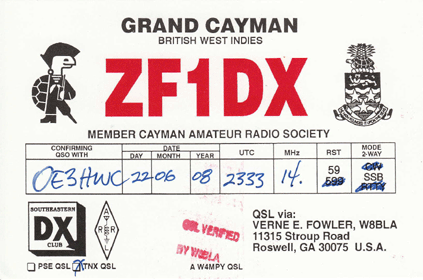 GRAND CAYMAN
BRITISH WEST INDIES
ZF1DX
MEMBER CAYMAN AMATEUR RADIO SOCIETY
CONFIRMING QSO WITH DATE UTC MHz RST MODE 2-WAY
DAY MONTH YEAR
OE3HWC 22 06 08 2333 14. 59 SSB
599
SOUTHEASTERN
DX
CLUB
ARRL
QSL VERIFIED
BY W8BLA
QSL via:
VERNE E. FOWLER, W8BLA
11315 Stroup Road
Roswell, GA 30075 U.S.A.
PSE QSL TNX QSL
A W4MPY QSL